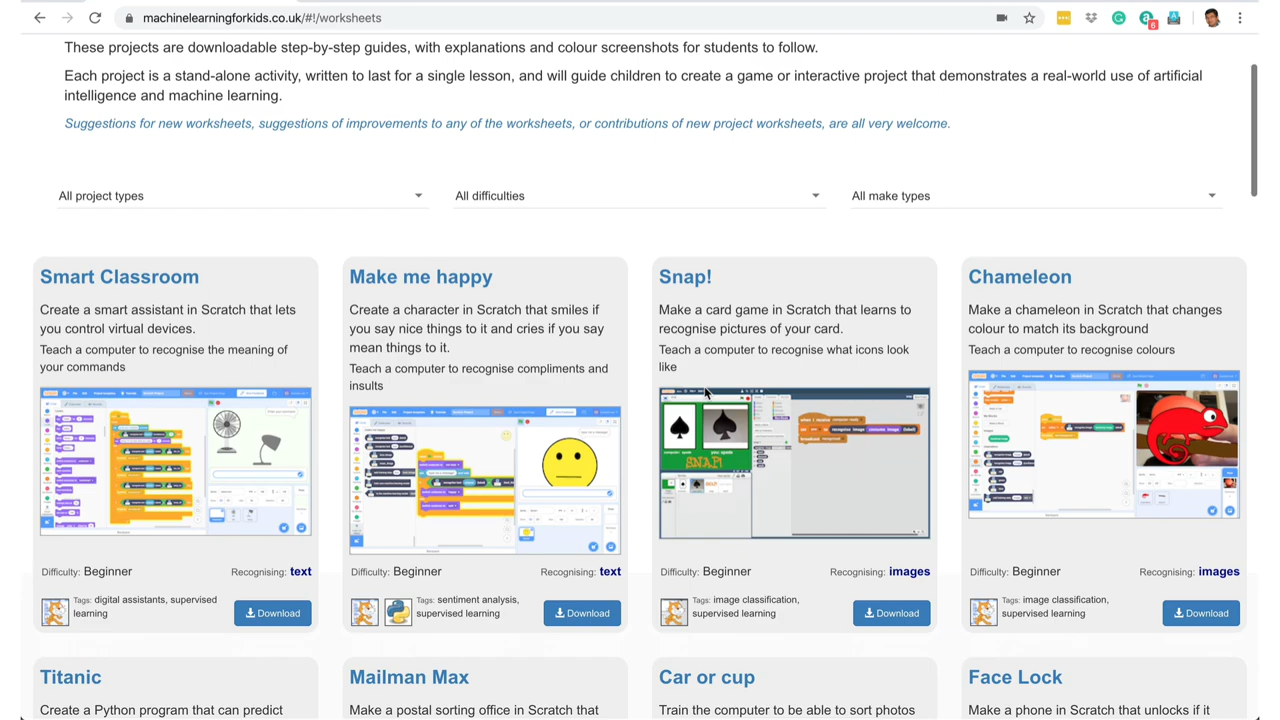 machinelearningforkids.co.uk/#!/worksheets
6
These projects are downloadable step-by-step guides, with explanations and colour screenshots for students to follow.
Each project is a stand-alone activity, written to last for a single lesson, and will guide children to create a game or interactive project that demonstrates a real-world use of artificial
intelligence and machine learning.
Suggestions for new worksheets, suggestions of improvements to any of the worksheets, or contributions of new project worksheets, are all very welcome.
All project types
All difficulties
All make types
Smart Classroom
Create a smart assistant in Scratch that lets
you control virtual devices.
Teach a computer to recognise the meaning of
your commands
Difficulty: Beginner
Recognising: text
Tags: digital assistants, supervised
learning
Download
Make me happy
Create a character in Scratch that smiles if
you say nice things to it and cries if you say
mean things to it.
Teach a computer to recognise compliments and
insults
Difficulty: Beginner
Recognising: text
Tags: sentiment analysis,
supervised learning
Download
Snap!
Make a card game in Scratch that learns to
recognise pictures of your card.
Teach a computer to recognise what icons look
like
SNAP!
Difficulty: Beginner
Recognising: images
Tags: image classification,
supervised learning
Download
Chameleon
Make a chameleon in Scratch that changes
colour to match its background
Teach a computer to recognise colours
Difficulty: Beginner
Recognising: images
Tags: image classification,
supervised learning
Download
Titanic
Create a Python program that can predict
Mailman Max
Make a postal sorting office in Scratch that
Car or cup
Train the computer to be able to sort photos
Face Lock
Make a phone in Scratch that unlocks if it